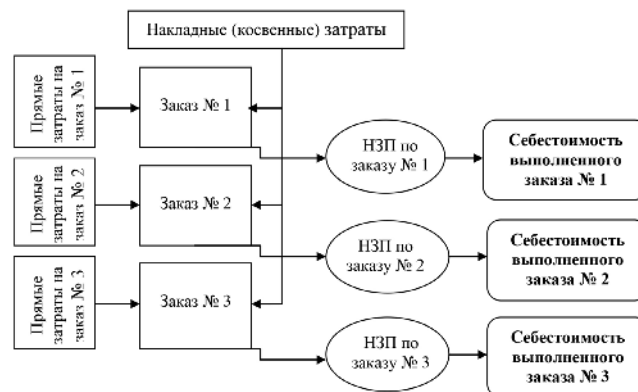 Накладные (косвенные) затраты
Прямые
затраты на
заказ № 1
Заказ № 1
НЗП по
заказу № 1
Себестоимость
выполненного
заказа № 1
Прямые
затраты на
заказ № 2
Заказ № 2
НЗП по
заказу № 2
Себестоимость
выполненного
заказа № 2
Прямые
затраты на
заказ № 3
Заказ № 3
НЗП по
заказу № 3
Себестоимость
выполненного
заказа № 3